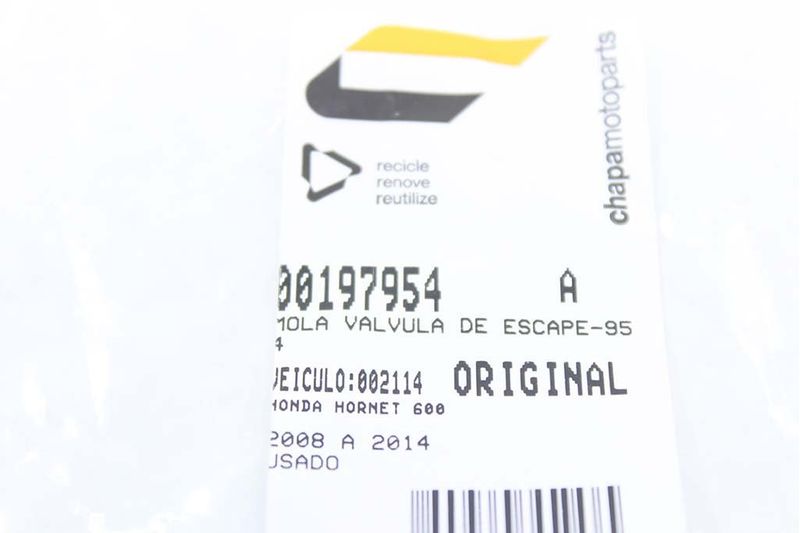 chapamotoparts
recicle
renove
reutilize
00197954 A
MOLA VALVULA DE ESCAPE-95
4
VEICULO:002114 ORIGINAL
HONDA HORNET 600
2008 A 2014
USADO